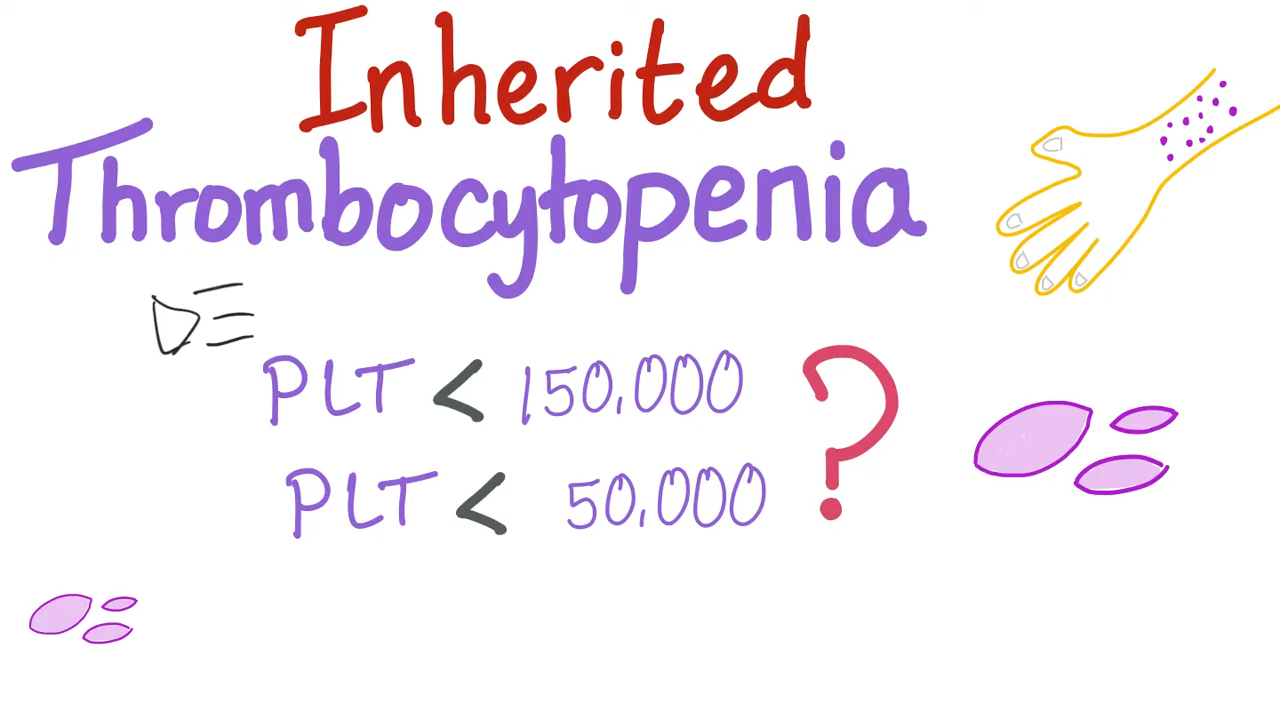 Inherited
Thrombocytopenia
PLT < 150,000 ?
PLT < 50,000